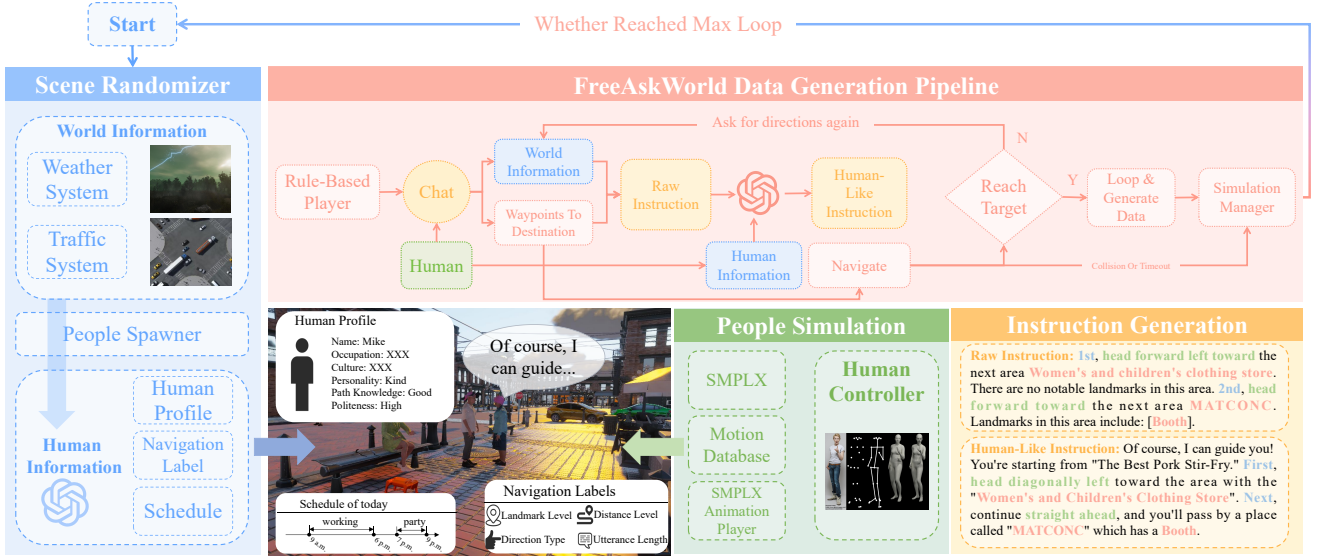 Start
Whether Reached Max Loop
Scene Randomizer
World Information
Weather
System
Traffic
System
People Spawner
Human
Profile
Human
Information
Navigation
Label
Schedule
FreeAskWorld Data Generation Pipeline
Ask for directions again
N
Rule-Based
Player
Chat
World
Information
Waypoints To
Destination
Raw
Instruction
Human-
Like
Instruction
Reach
Target
Y
Loop &
Generate
Data
Simulation
Manager
Human
Human
Information
Navigate
Collision Or Timeout
Human Profile
Name: Mike
Occupation: XXX
Culture: XXX
Personality: Kind
Path Knowledge: Good
Politeness: High
Of course, I
can guide...
Schedule of today
working
party
9 a.m.
6 p.m.
7 p.m.
9 p.m.
Navigation Labels
Landmark Level
Distance Level
Direction Type
Utterance Length
People Simulation
SMPLX
Motion
Database
SMPLX
Animation
Player
Human
Controller
Instruction Generation
Raw Instruction: 1st, head forward left toward the
next area Women's and children's clothing store.
There are no notable landmarks in this area. 2nd, head
forward toward the next area MATCONC.
Landmarks in this area include: [Booth].
Human-Like Instruction: Of course, I can guide you!
You're starting from "The Best Pork Stir-Fry." First,
head diagonally left toward the area with the
"Women's and Children's Clothing Store". Next,
continue straight ahead, and you'll pass by a place
called "MATCONC" which has a Booth.